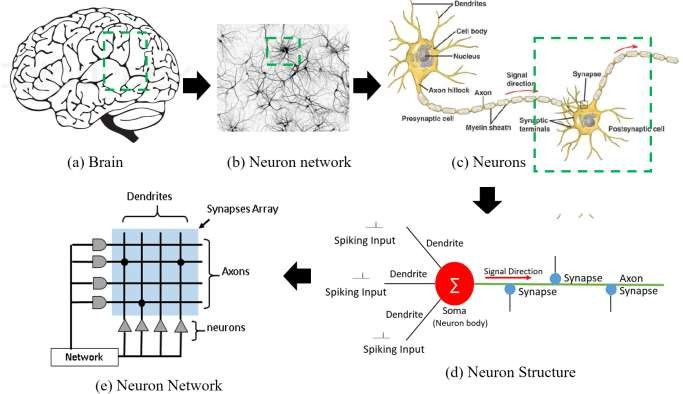 Dendrites
Cell body
Nucleus
Axon hillock
Axon
Signal
direction
Synapse
Presynaptic cell
Myelin sheath
Synaptic
terminals
Postsynaptic cell
(a) Brain
(b) Neuron network
(c) Neurons
Dendrites
Synapses Array
Axons
neurons
Network
(e) Neuron Network
Spiking Input
Dendrite
Spiking Input
Dendrite
Spiking Input
Dendrite
Σ
Soma
(Neuron body)
Signal Direction
Synapse
Synapse
Axon
Synapse
(d) Neuron Structure